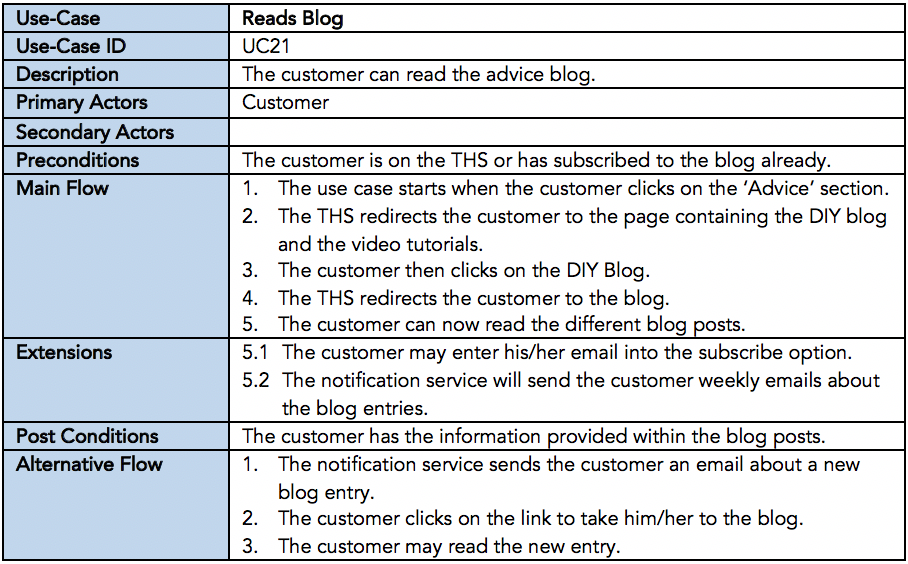 Use-Case Reads Blog
Use-Case ID UC21
Description The customer can read the advice blog.
Primary Actors Customer
Secondary Actors
Preconditions The customer is on the THS or has subscribed to the blog already.
Main Flow 1. The use case starts when the customer clicks on the ‘Advice’ section.
2. The THS redirects the customer to the page containing the DIY blog
and the video tutorials.
3. The customer then clicks on the DIY Blog.
4. The THS redirects the customer to the blog.
5. The customer can now read the different blog posts.
Extensions 5.1 The customer may enter his/her email into the subscribe option.
5.2 The notification service will send the customer weekly emails about
the blog entries.
Post Conditions The customer has the information provided within the blog posts.
Alternative Flow 1. The notification service sends the customer an email about a new
blog entry.
2. The customer clicks on the link to take him/her to the blog.
3. The customer may read the new entry.